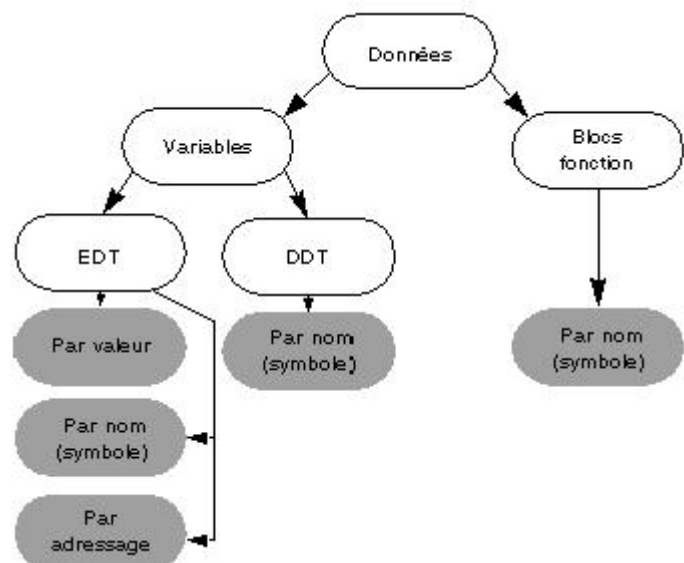 Données
Variables
Blocs
fonction
EDT
DDT
Par valeur
Par nom
(symbole)
Par nom
(symbole)
Par nom
(symbole)
Par
adressage